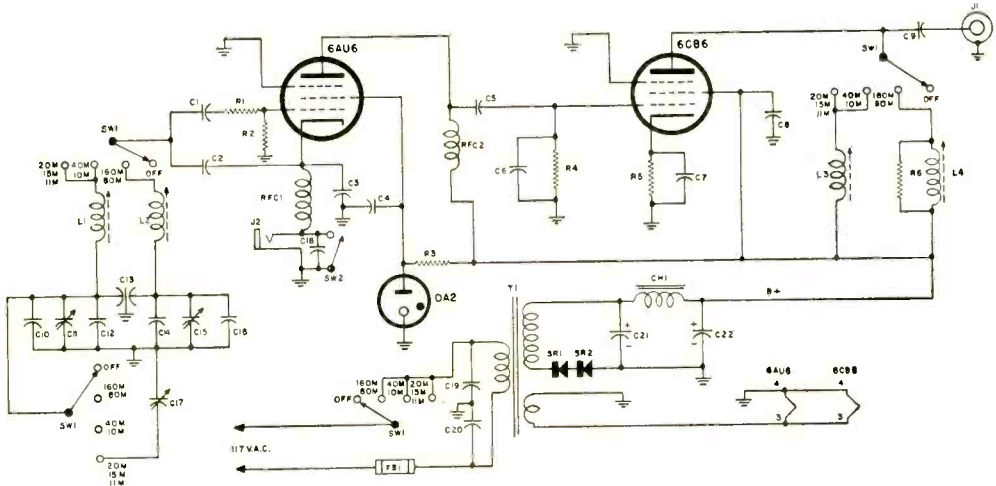 J1
6AU6
6CB6
C9
SW1
20M
15M
11M
40M
10M
160M
80M
OFF
C1
R1
R2
C5
C8
SW1
C2
RFC2
C6
R4
R5
C7
L3
R6
L4
20M
15M
11M
40M
10M
160M
80M
OFF
RFC1
C3
C4
L1
L2
J2
C18
SW2
R3
C13
OA2
T1
CH1
B+
C10
C11
C12
C14
C15
C16
+
-
C21
+
-
C22
SR1
SR2
OFF
160M
80M
40M
10M
20M
15M
11M
C19
6AU6
4
6CB6
4
160M
80M
C17
OFF
SW1
C20
3
3
SW1
40M
10M
117 V.A.C.
20M
15M
11M